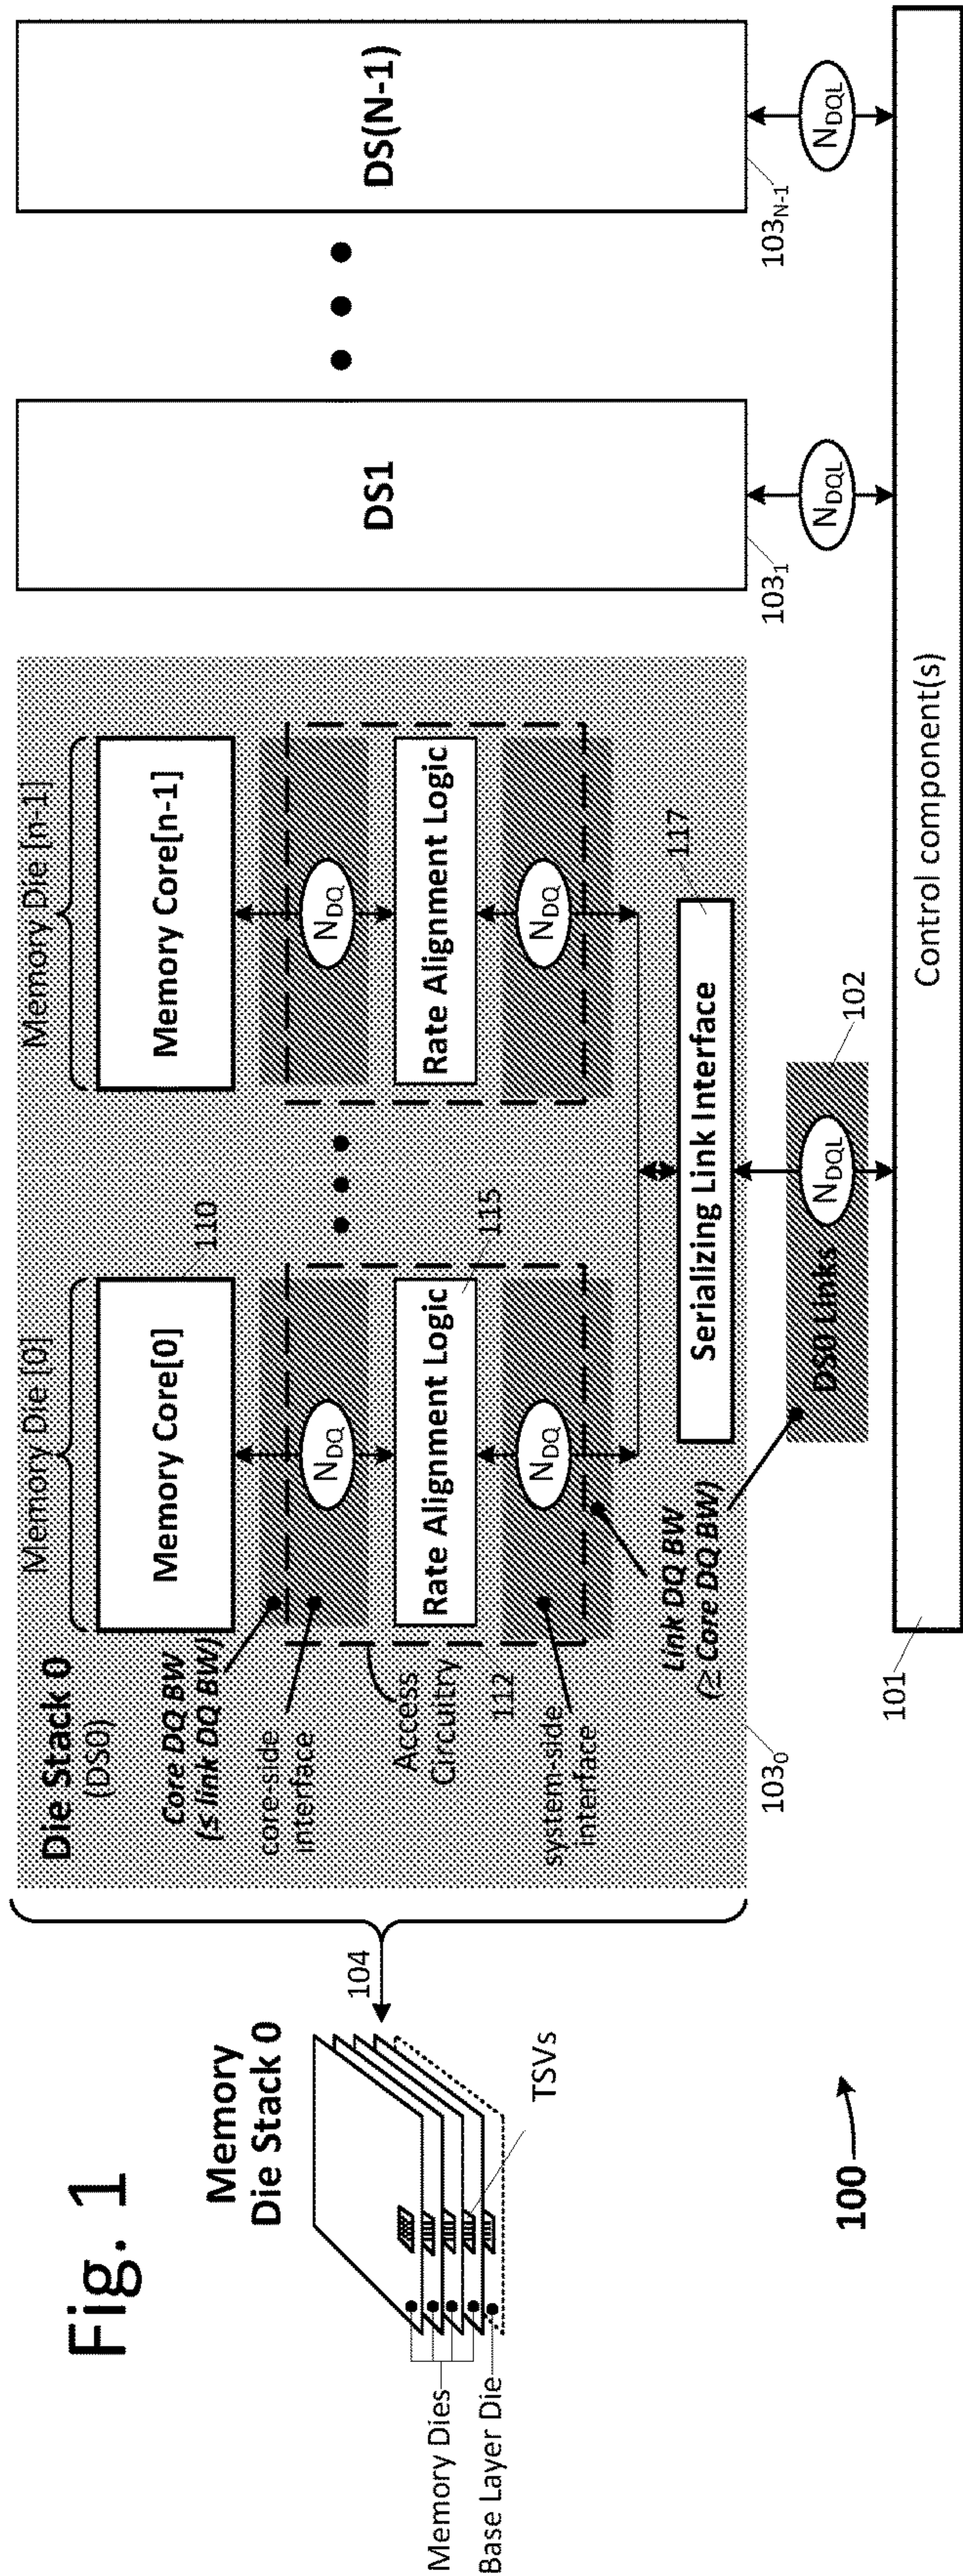 Fig. 1
Memory
Die Stack 0
Memory Dies
Base Layer Die
TSVs
104
100
Die Stack 0
(DS0)
Memory Die [0]
Memory Die [n-1]
Memory Core[0]
110
Memory Core[n-1]
Core DQ BW
(≤ link DQ BW)
core-side
interface
N_DQ
N_DQ
Access
Circuitry
112
Rate Alignment Logic
115
Rate Alignment Logic
system-side
interface
N_DQ
N_DQ
Link DQ BW
(≥ Core DQ BW)
Serializing Link Interface
117
103_0
DS0 Links
N_DQL
102
DS1
103_1
N_DQL
DS(N-1)
103_N-1
N_DQL
101
Control component(s)